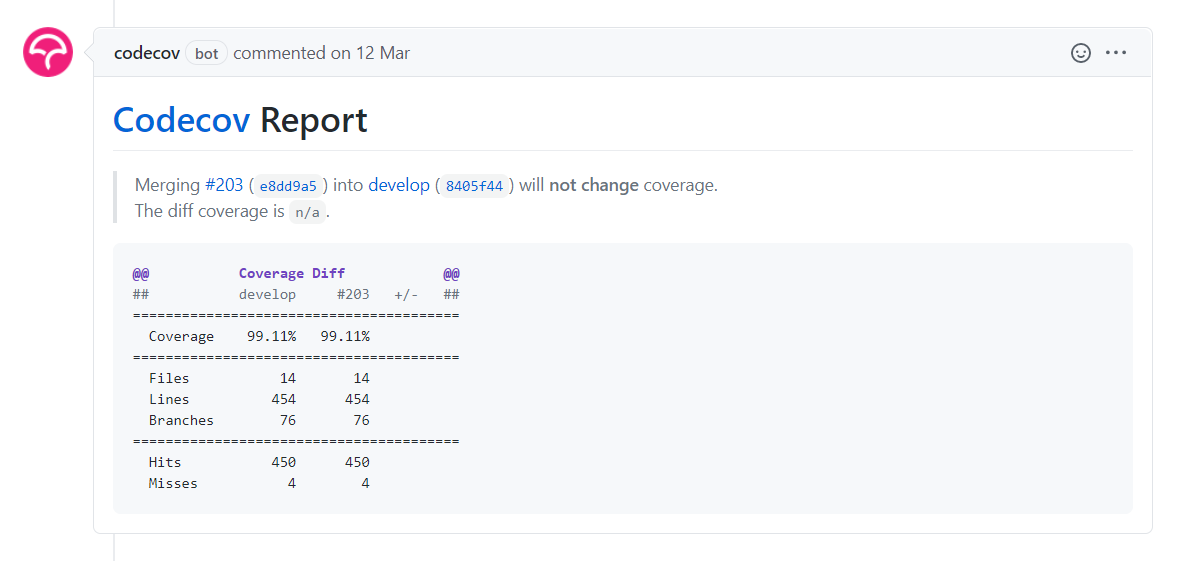 codecov bot commented on 12 Mar
Codecov Report
Merging #203 (e8dd9a5) into develop (8405f44) will not change coverage.
The diff coverage is n/a.
@@           Coverage Diff            @@
##           develop     #203   +/-   ##
========================================
  Coverage    99.11%   99.11%
========================================
  Files           14       14
  Lines          454      454
  Branches        76       76
========================================
  Hits           450      450
  Misses           4        4